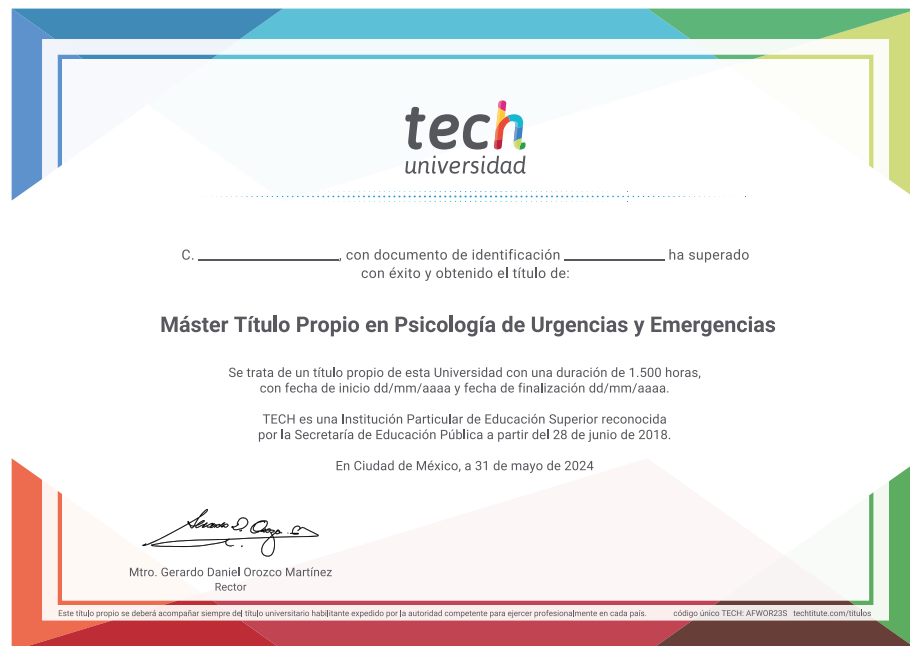 tech
universidad
C. ____________, con documento de identificación ____________ ha superado
con éxito y obtenido el título de:
Máster Título Propio en Psicología de Urgencias y Emergencias
Se trata de un título propio de esta Universidad con una duración de 1.500 horas,
con fecha de inicio dd/mm/aaaa y fecha de finalización dd/mm/aaaa.
TECH es una Institución Particular de Educación Superior reconocida
por la Secretaría de Educación Pública a partir del 28 de junio de 2018.
En Ciudad de México, a 31 de mayo de 2024
Mtro. Gerardo Daniel Orozco Martínez
Rector
Este título propio se deberá acompañar siempre del título universitario habilitante expedido por la autoridad competente para ejercer profesionalmente en cada país. código único TECH: AFWOR23S techtitute.com/titulos